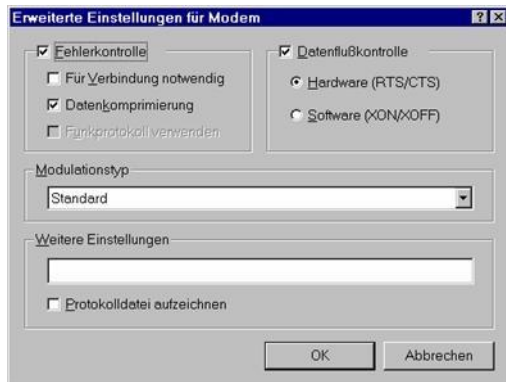 Erweiterte Einstellungen für Modem
Fehlerkontrolle
Für Verbindung notwendig
Datenkomprimierung
Funkprotokoll verwenden
Datenflußkontrolle
Hardware (RTS/CTS)
Software (XON/XOFF)
Modulationstyp
Standard
Weitere Einstellungen
Protokolldatei aufzeichnen
OK
Abbrechen